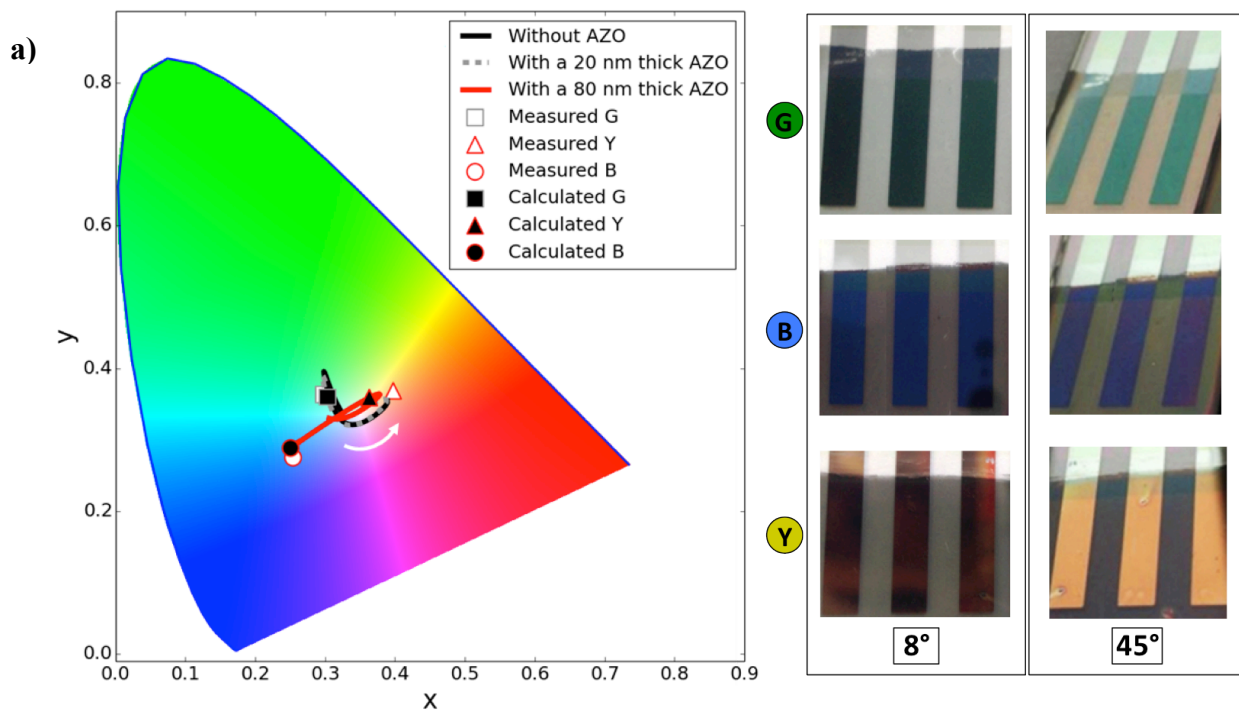 a)
Without AZO
With a 20 nm thick AZO
With a 80 nm thick AZO
Measured G
Measured Y
Measured B
Calculated G
Calculated Y
Calculated B
0.8
0.6
0.4
0.2
0.0
y
0.0 0.1 0.2 0.3 0.4 0.5 0.6 0.7 0.8 0.9
x
G
B
Y
8°
45°